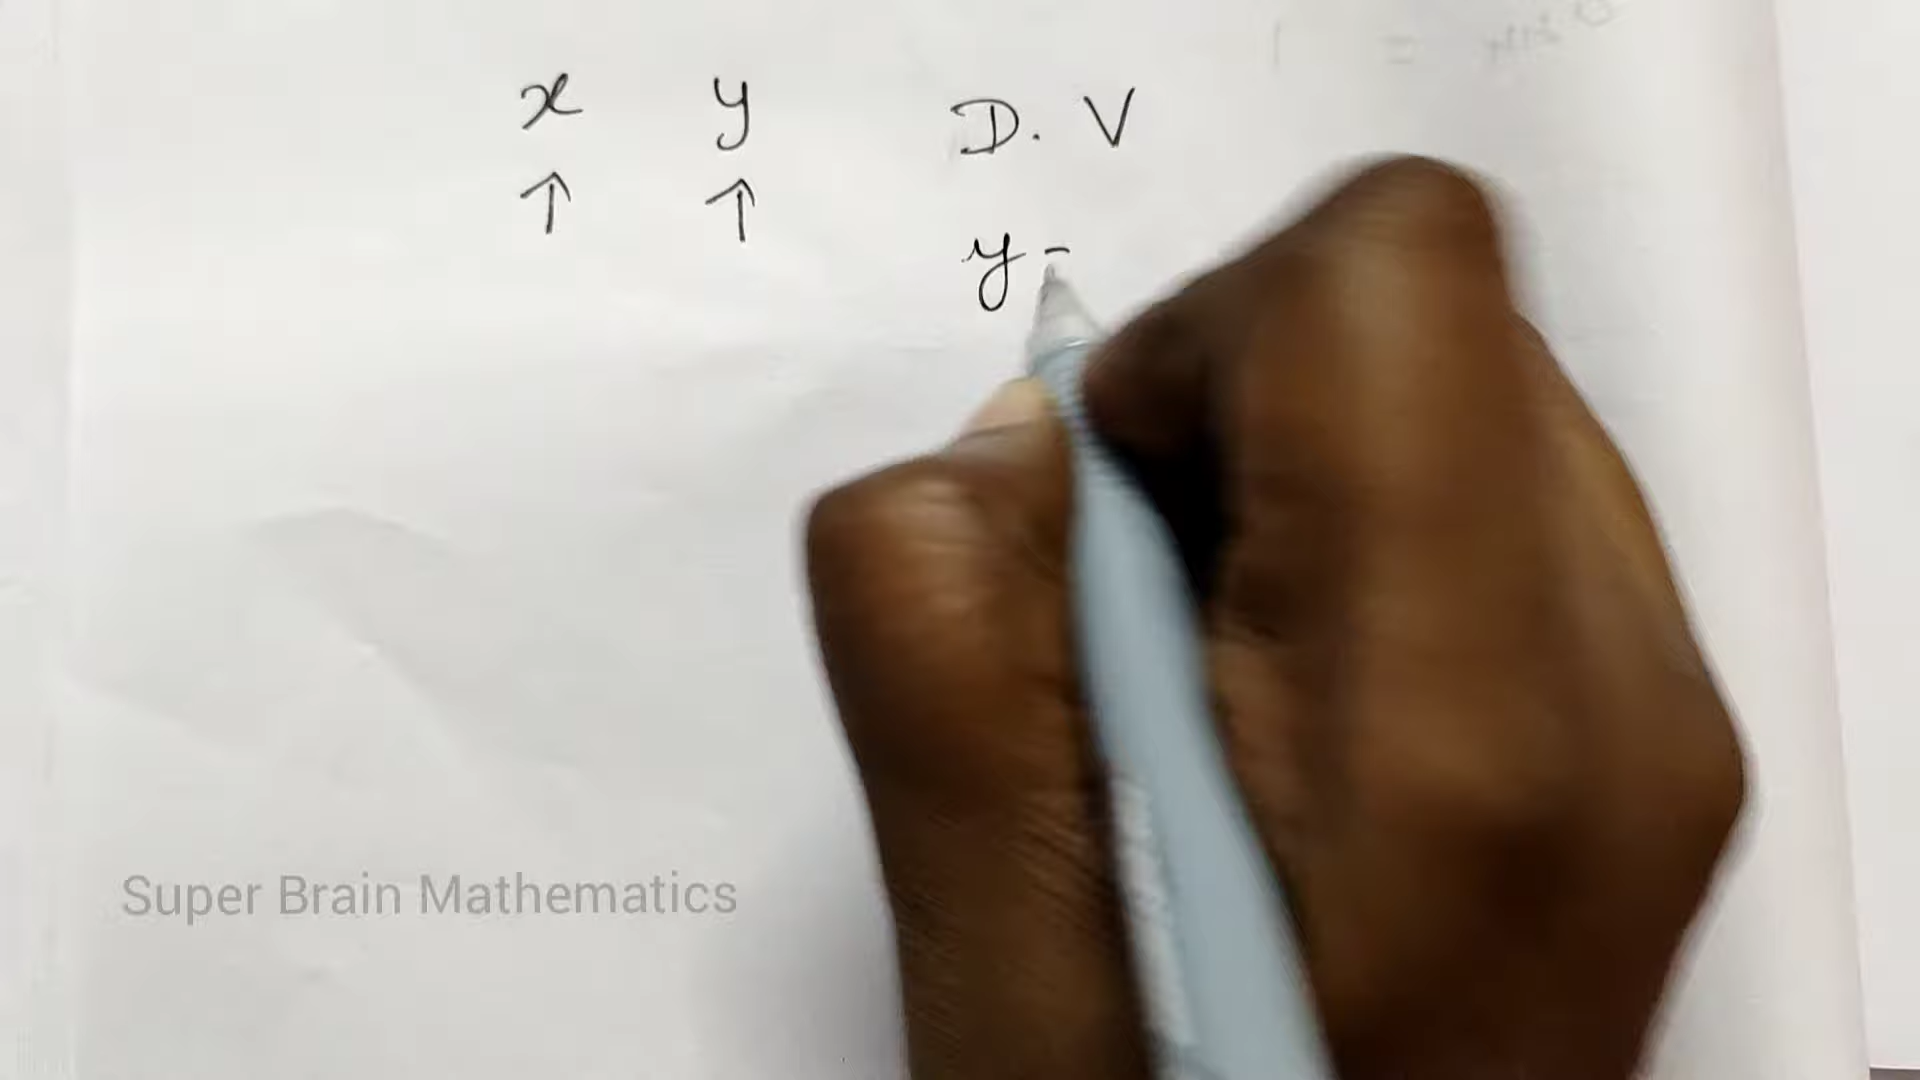 x y D. V
↑ ↑
y =
Super Brain Mathematics